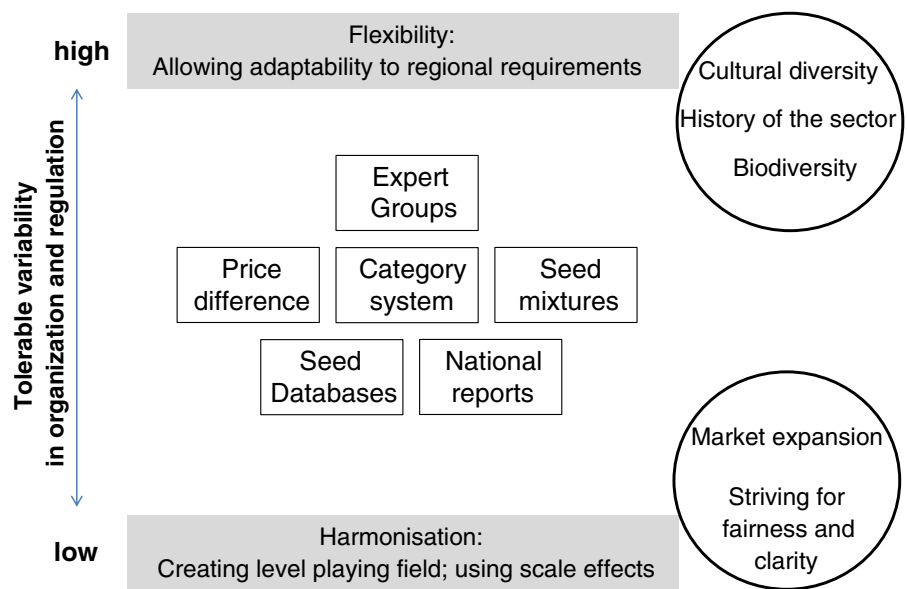 high
Flexibility:
Allowing adaptability to regional requirements
Cultural diversity
History of the sector
Biodiversity
Tolerable variability
in organization and regulation
Expert
Groups
Price
difference
Category
system
Seed
mixtures
Seed
Databases
National
reports
Market expansion
Striving for
fairness and
clarity
low
Harmonisation:
Creating level playing field; using scale effects